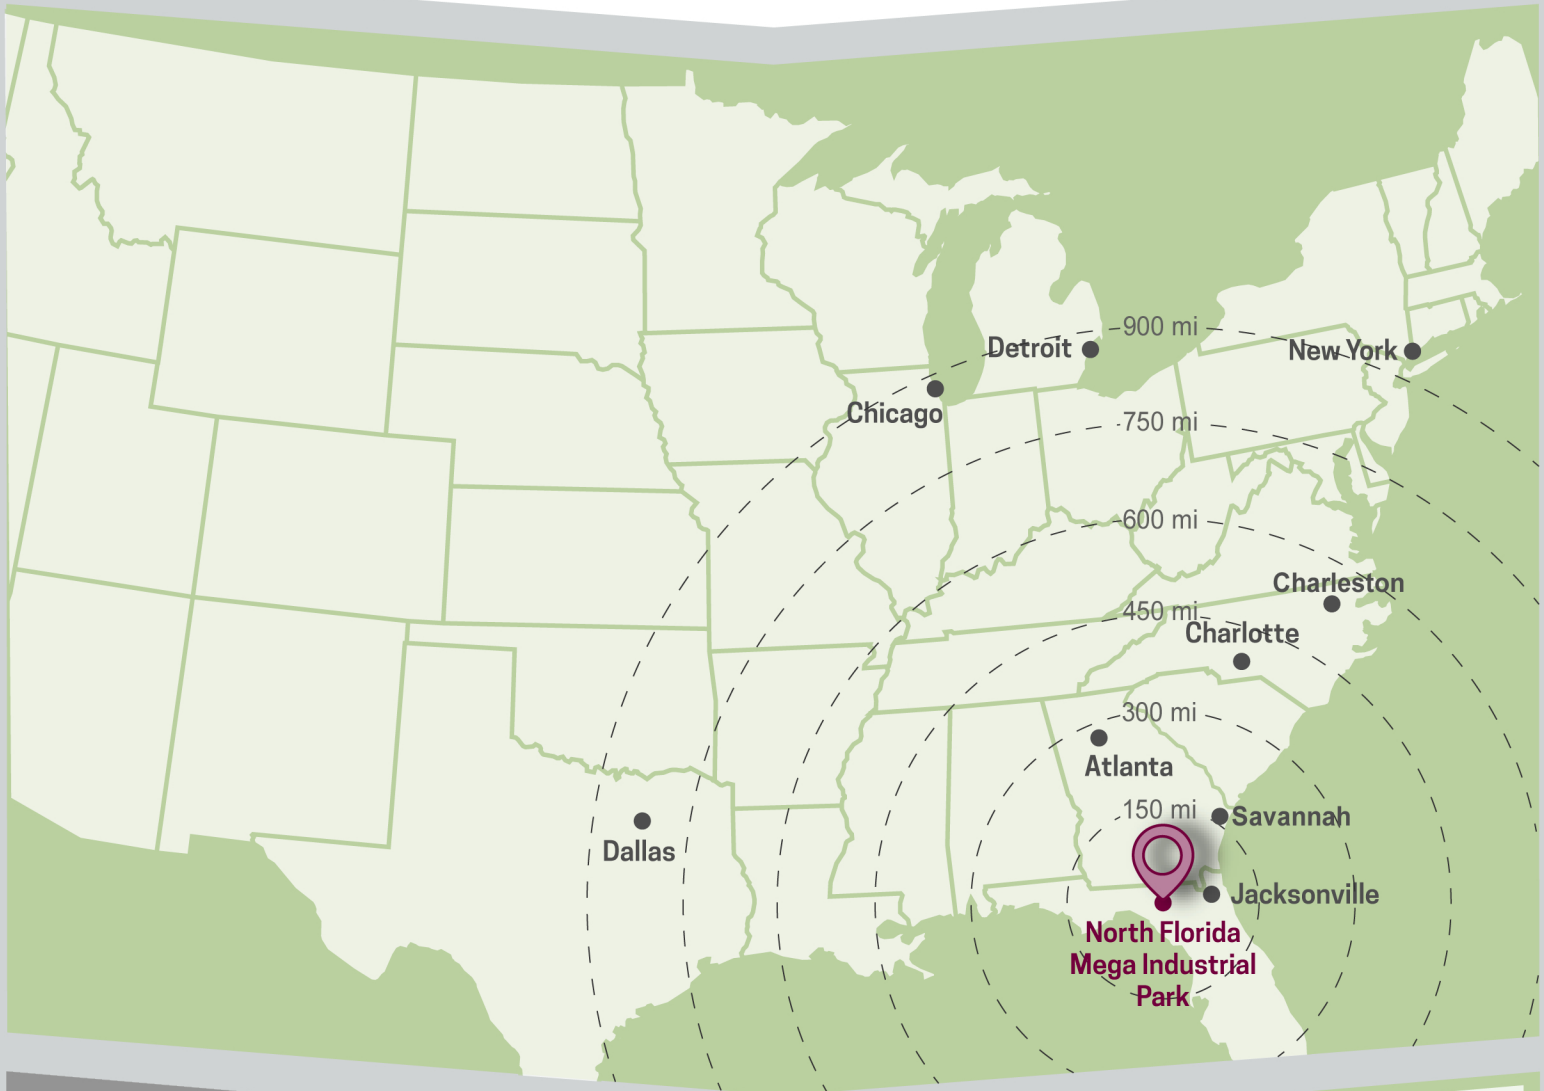 900 mi
Detroit
New York
Chicago
750 mi
600 mi
Charleston
450 mi
Charlotte
300 mi
Atlanta
150 mi
Savannah
Dallas
Jacksonville
North Florida
Mega Industrial
Park